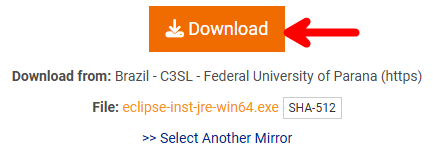 Download
Download from: Brazil - C3SL - Federal University of Parana (https)
File: eclipse-inst-jre-win64.exe SHA-512
>> Select Another Mirror